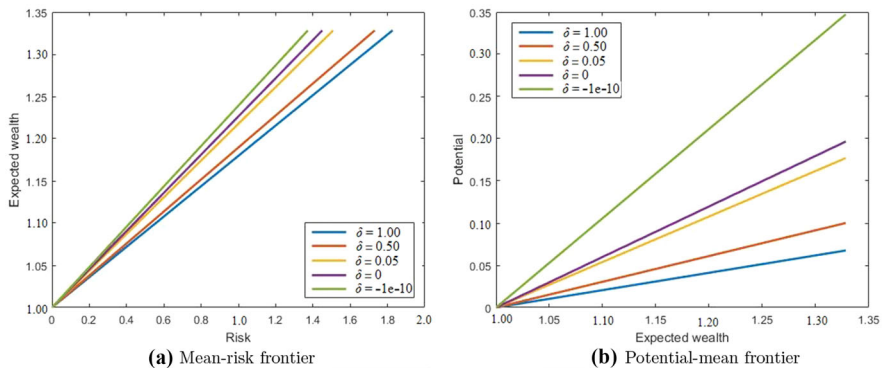 1.35
1.30
1.25
1.20
1.15
1.10
1.05
1.00
Expected wealth
0 0.2 0.4 0.6 0.8 1.0 1.2 1.4 1.6 1.8 2.0
Risk
δ̂ = 1.00
δ̂ = 0.50
δ̂ = 0.05
δ̂ = 0
δ̂ = -1e-10
(a) Mean-risk frontier
0.35
0.30
0.25
0.20
0.15
0.10
0.05
0
Potential
1.00 1.05 1.10 1.15 1.20 1.25 1.30 1.35
Expected wealth
δ̂ = 1.00
δ̂ = 0.50
δ̂ = 0.05
δ̂ = 0
δ̂ = -1e-10
(b) Potential-mean frontier